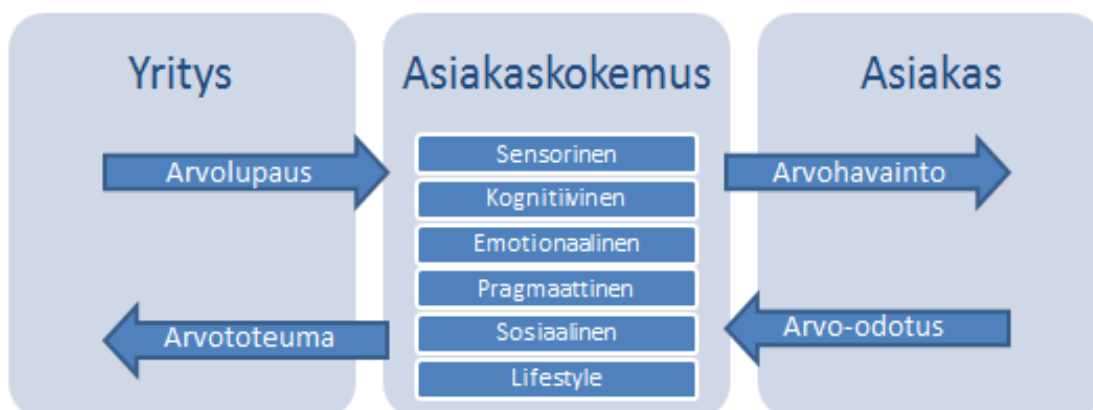 Yritys
Asiakaskokemus
Asiakas
Arvolupaus
Arvototeuma
Sensorinen
Kognitiivinen
Emotionaalinen
Pragmaattinen
Sosiaalinen
Lifestyle
Arvohavainto
Arvo-odotus